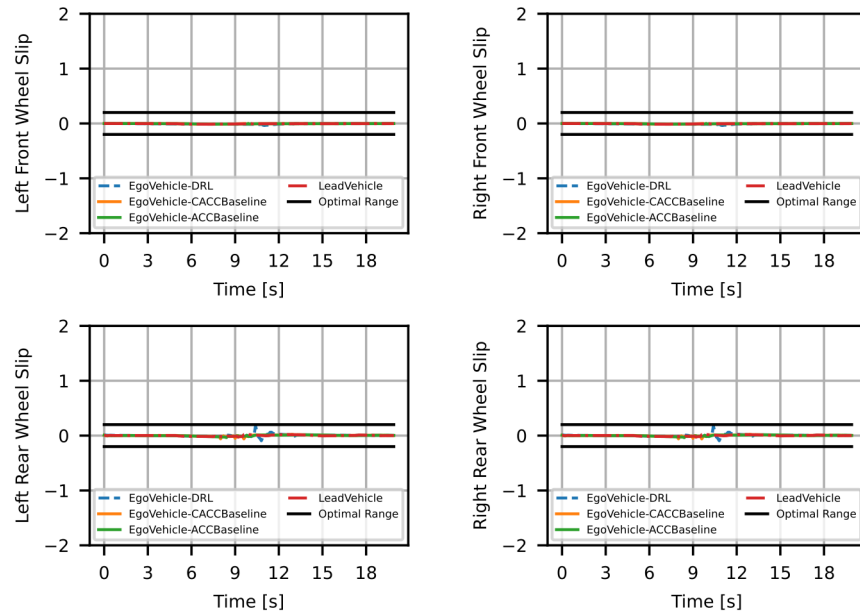 Left Front Wheel Slip
2
1
0
−1
−2
EgoVehicle-DRL
EgoVehicle-CACCBaseline
EgoVehicle-ACCBaseline
LeadVehicle
Optimal Range
0 3 6 9 12 15 18
Time [s]
Right Front Wheel Slip
2
1
0
−1
−2
EgoVehicle-DRL
EgoVehicle-CACCBaseline
EgoVehicle-ACCBaseline
LeadVehicle
Optimal Range
0 3 6 9 12 15 18
Time [s]
Left Rear Wheel Slip
2
1
0
−1
−2
EgoVehicle-DRL
EgoVehicle-CACCBaseline
EgoVehicle-ACCBaseline
LeadVehicle
Optimal Range
0 3 6 9 12 15 18
Time [s]
Right Rear Wheel Slip
2
1
0
−1
−2
EgoVehicle-DRL
EgoVehicle-CACCBaseline
EgoVehicle-ACCBaseline
LeadVehicle
Optimal Range
0 3 6 9 12 15 18
Time [s]